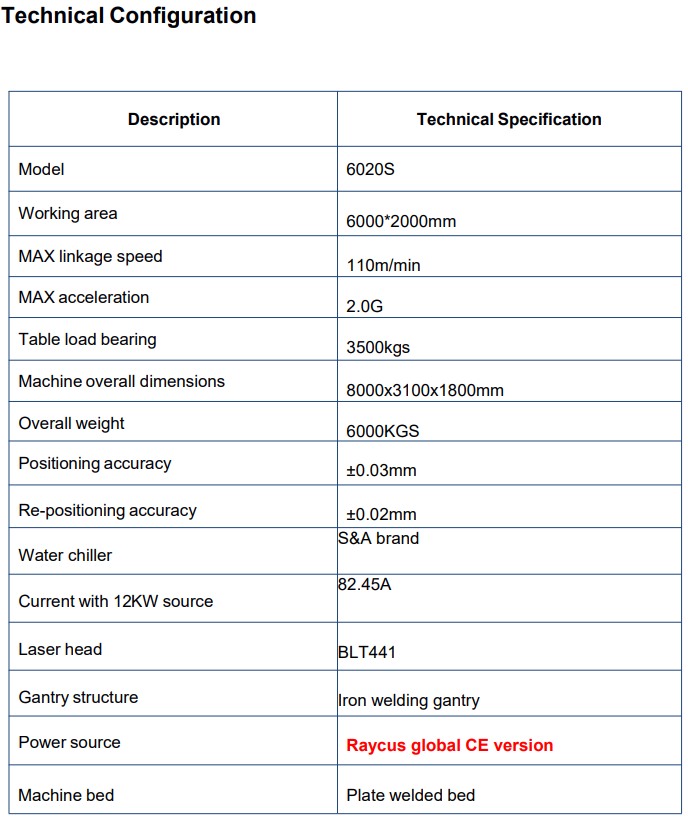 Technical Configuration
Description Technical Specification
Model 6020S
Working area 6000*2000mm
MAX linkage speed 110m/min
MAX acceleration 2.0G
Table load bearing 3500kgs
Machine overall dimensions 8000x3100x1800mm
Overall weight 6000KGS
Positioning accuracy ±0.03mm
Re-positioning accuracy ±0.02mm
Water chiller S&A brand
Current with 12KW source 82.45A
Laser head BLT441
Gantry structure Iron welding gantry
Power source Raycus global CE version
Machine bed Plate welded bed